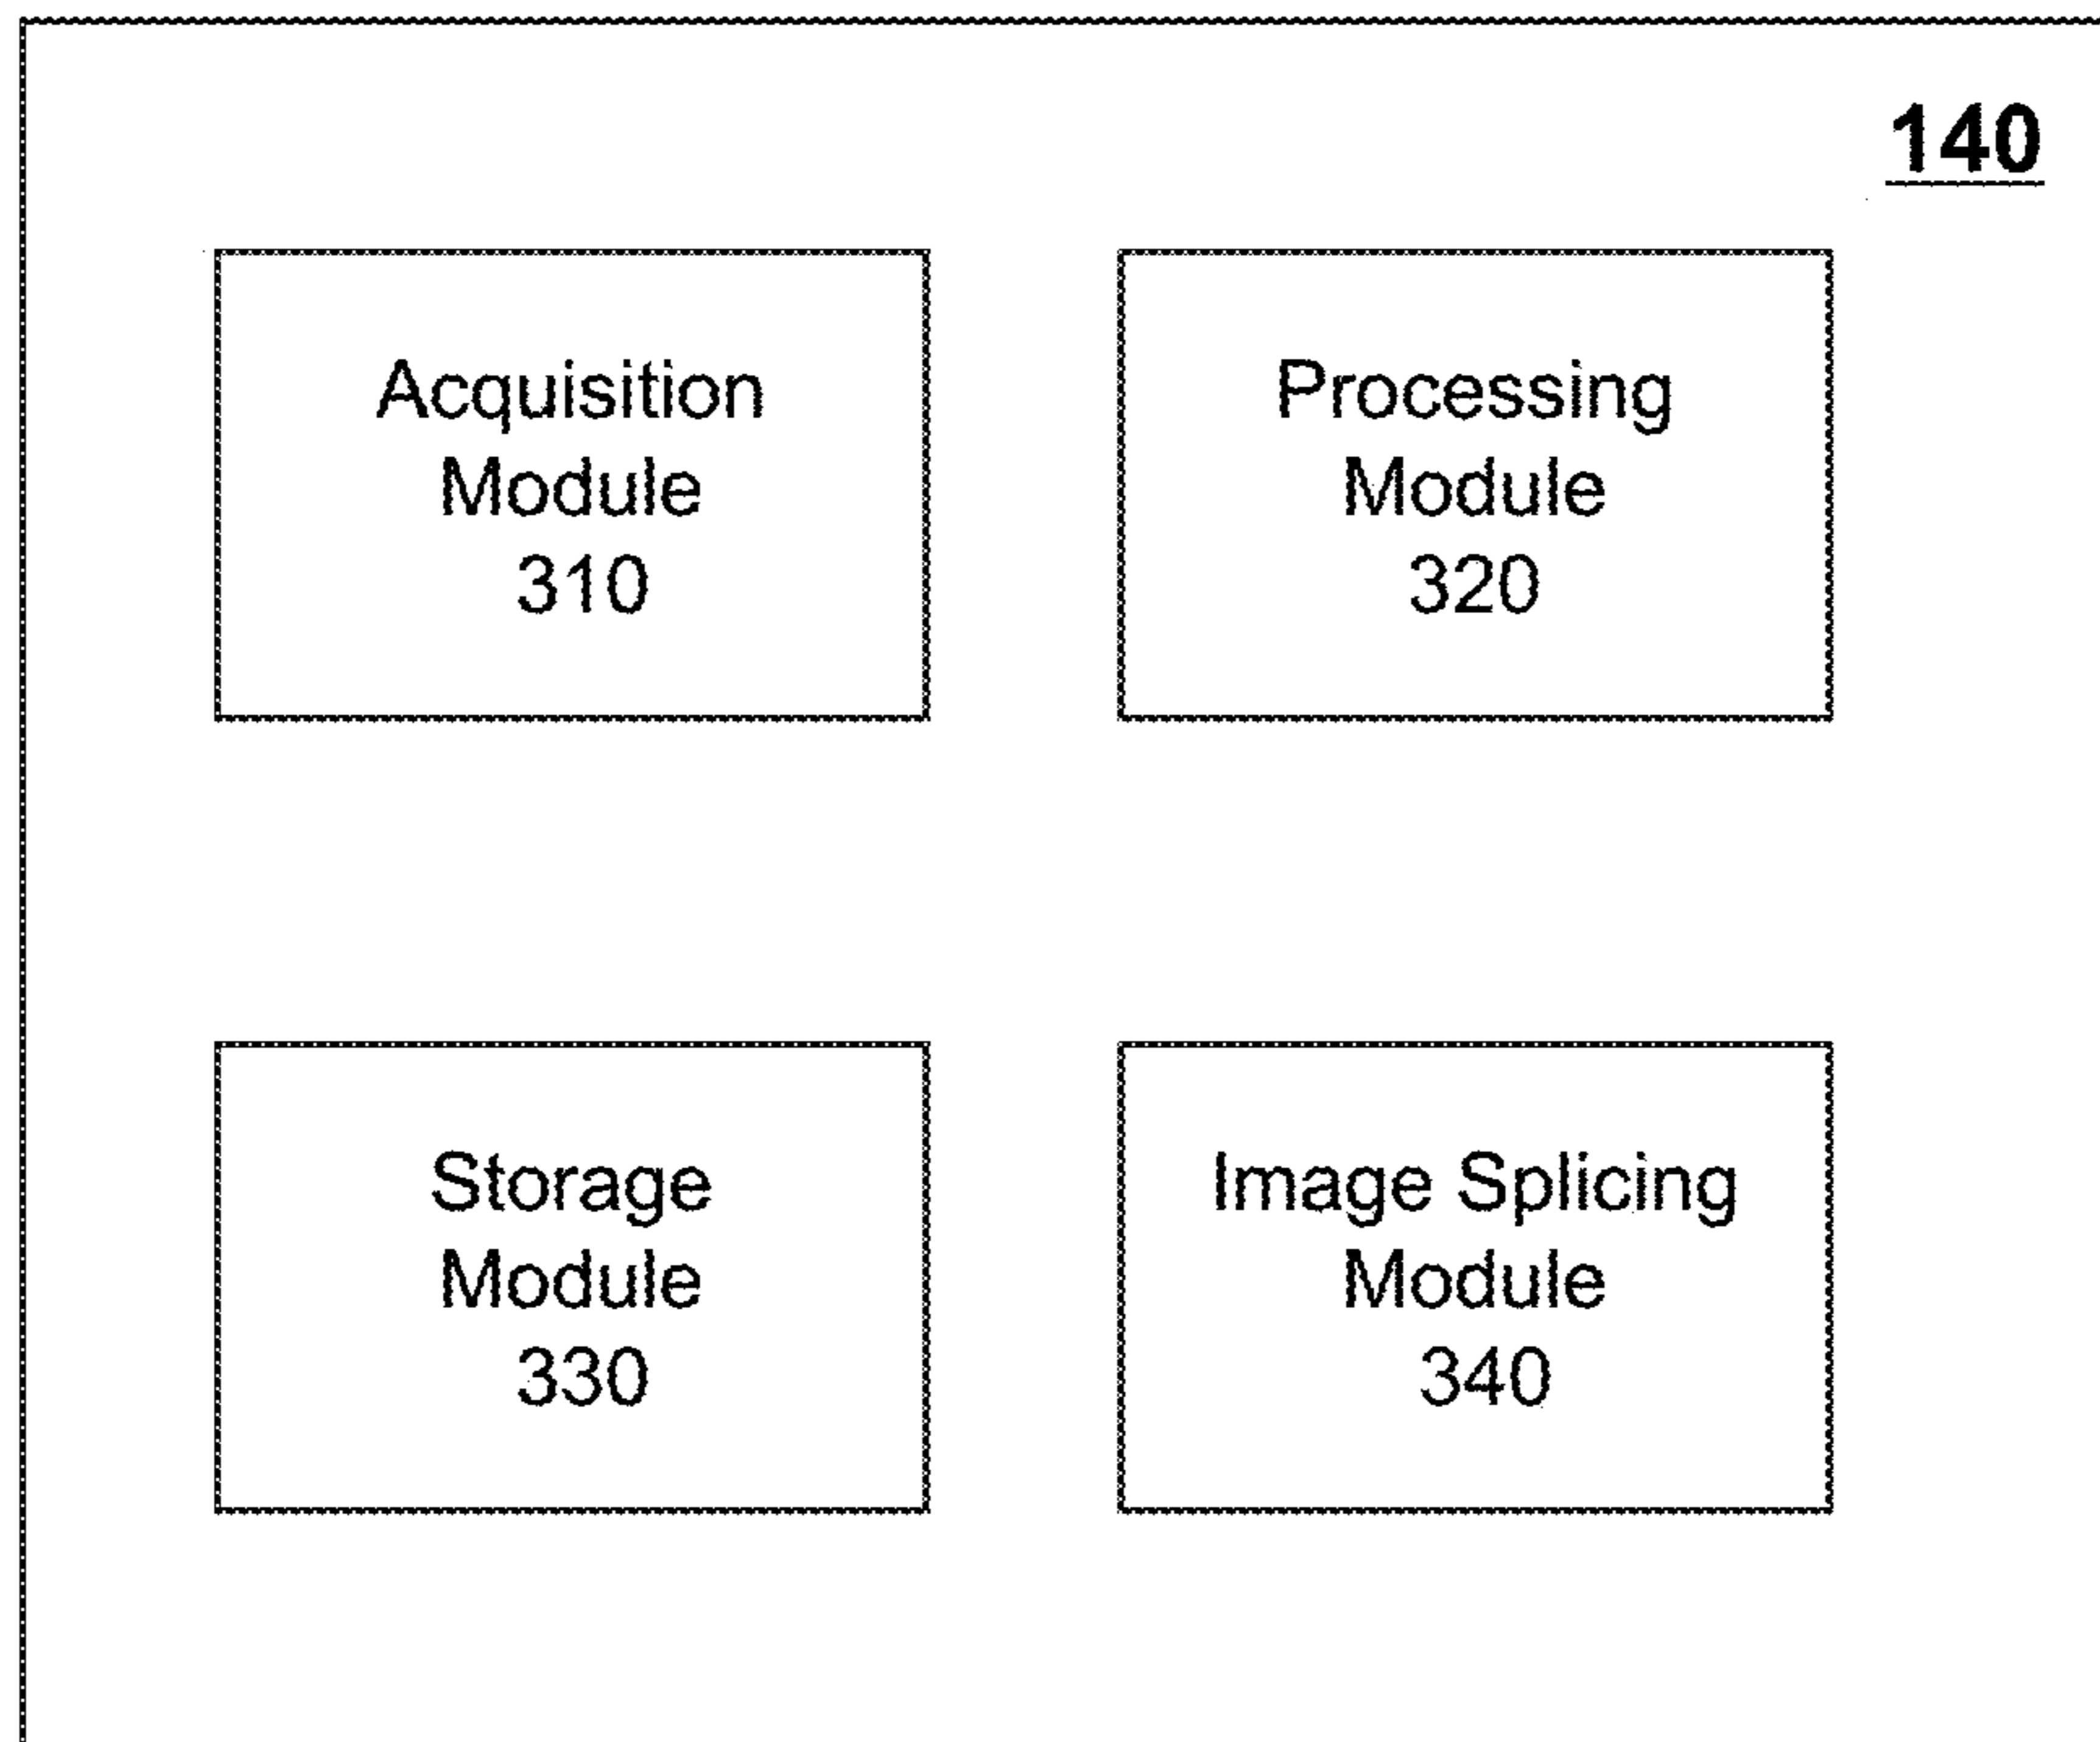 140
Acquisition
Module
310
Processing
Module
320
Storage
Module
330
Image Splicing
Module
340